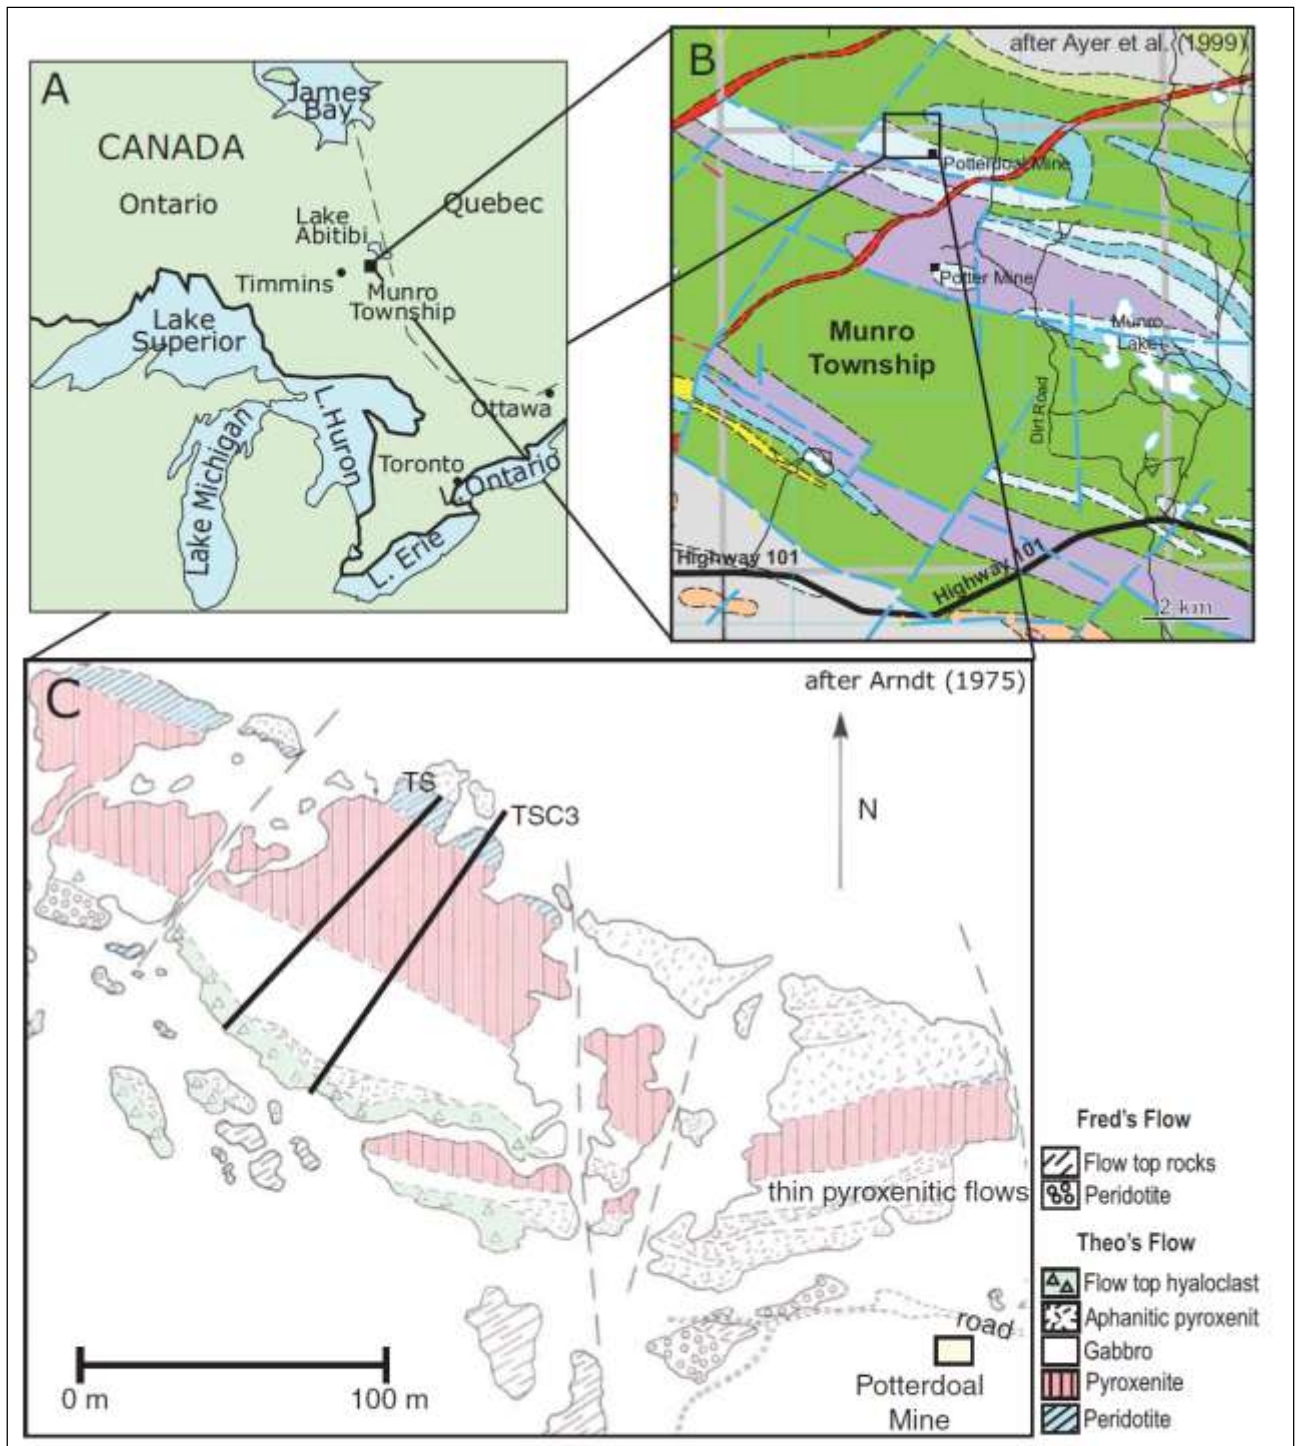 A
James
Bay
CANADA
Ontario
Quebec
Lake
Abitibi
Timmins
Munro
Township
Lake
Superior
Ottawa
L.Huron
Lake Michigan
Toronto
L. Ontario
L. Erie
B
after Ayer et al. (1999)
Potterdoal Mine
Potter Mine
Munro
Township
Munro
Lake
Dirt Road
Highway 101
Highway 101
2 km
C
after Arndt (1975)
TS
TSC3
N
thin pyroxenitic flows
road
Potterdoal
Mine
0 m
100 m
Fred's Flow
Flow top rocks
Peridotite
Theo's Flow
Flow top hyaloclast
Aphanitic pyroxenit
Gabbro
Pyroxenite
Peridotite